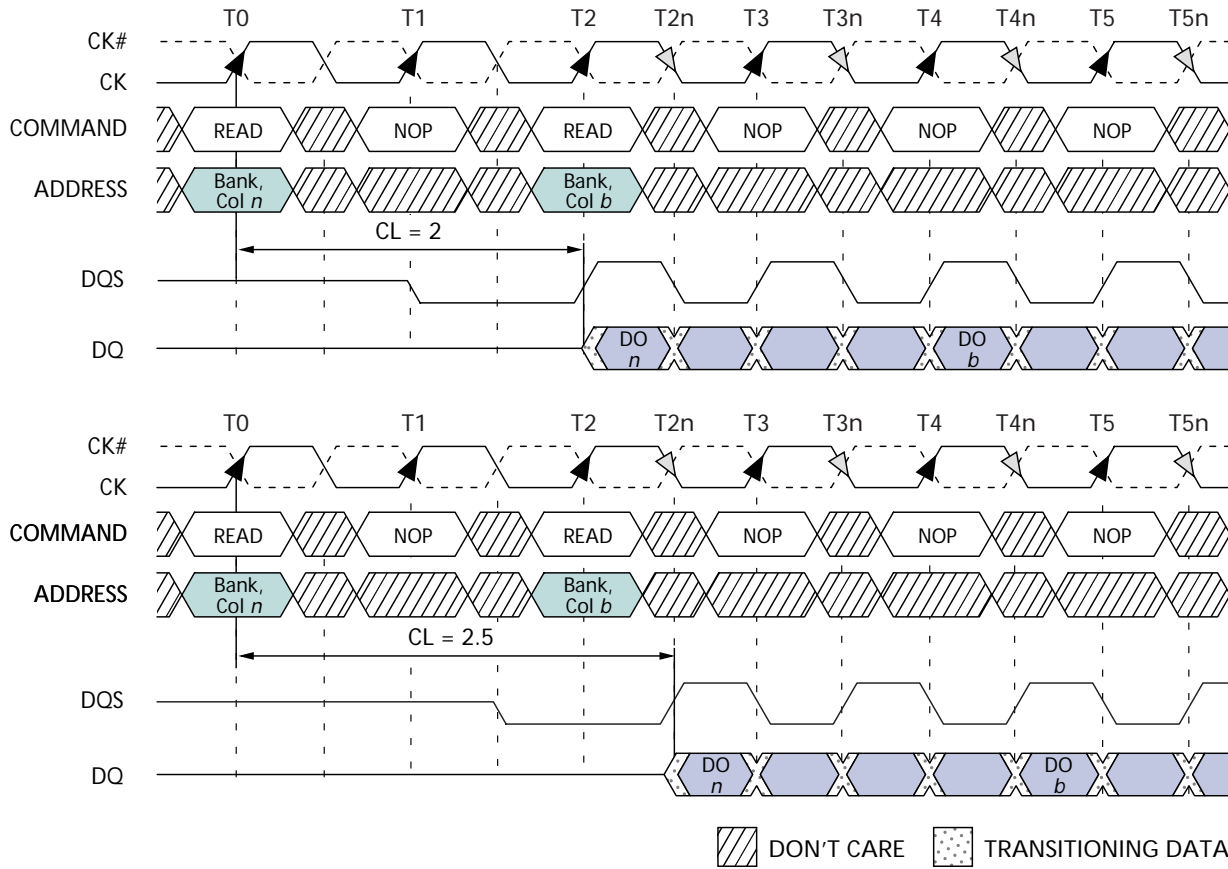 T0 T1 T2 T2n T3 T3n T4 T4n T5 T5n
CK#
CK
COMMAND READ NOP READ NOP NOP NOP
ADDRESS Bank, Col n Bank, Col b
CL = 2
DQS
DQ DO n DO b
T0 T1 T2 T2n T3 T3n T4 T4n T5 T5n
CK#
CK
COMMAND READ NOP READ NOP NOP NOP
ADDRESS Bank, Col n Bank, Col b
CL = 2.5
DQS
DQ DO n DO b
DON'T CARE TRANSITIONING DATA